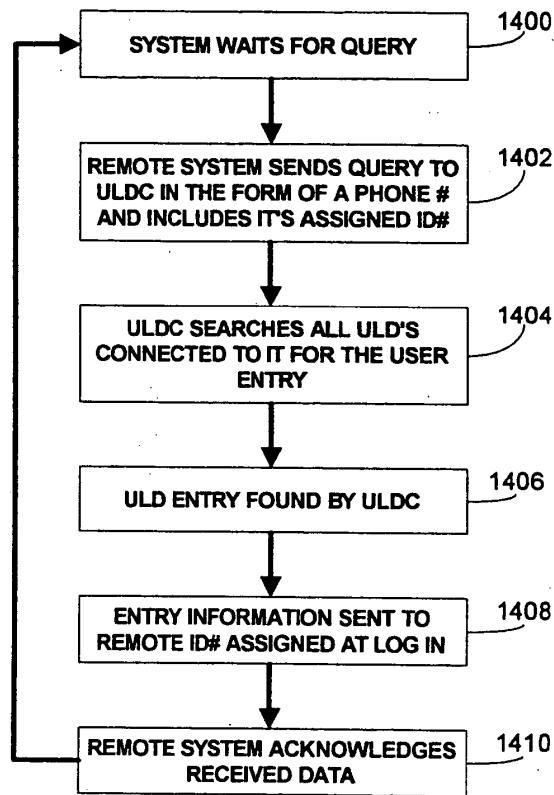 1400
SYSTEM WAITS FOR QUERY
1402
REMOTE SYSTEM SENDS QUERY TO
ULDC IN THE FORM OF A PHONE #
AND INCLUDES IT'S ASSIGNED ID#
1404
ULDC SEARCHES ALL ULD'S
CONNECTED TO IT FOR THE USER
ENTRY
1406
ULD ENTRY FOUND BY ULDC
1408
ENTRY INFORMATION SENT TO
REMOTE ID# ASSIGNED AT LOG IN
1410
REMOTE SYSTEM ACKNOWLEDGES
RECEIVED DATA